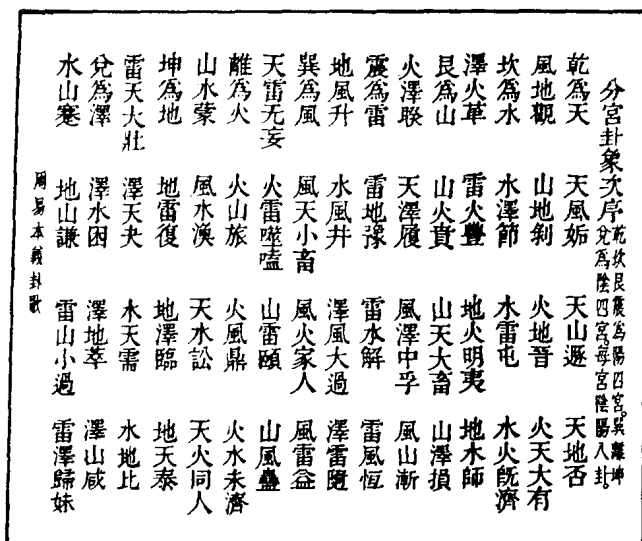 分宮卦象次序 乾坎艮震為陽四宮。巽離坤兌為陰四宮。每宮陰陽八卦。
乾為天 天風姤 天山遯 天地否
風地觀 山地剝 火地晉 火天大有
坎為水 水澤節 水雷屯 水火既濟
澤火革 雷火豐 地火明夷 地水師
艮為山 山火賁 山天大畜 山澤損
火澤睽 天澤履 風澤中孚 風山漸
震為雷 雷地豫 雷水解 雷風恆
地風升 水風井 澤風大過 澤雷隨
巽為風 風天小畜 風火家人 風雷益
天雷无妄 火雷噬嗑 山雷頤 山風蠱
離為火 火山旅 火風鼎 火水未濟
山水蒙 風水渙 天水訟 天火同人
坤為地 地雷復 地澤臨 地天泰
雷天大壯 澤天夬 水天需 水地比
兌為澤 澤水困 澤地萃 澤山咸
水山蹇 地山謙 雷山小過 雷澤歸妹
周易本義卦歌